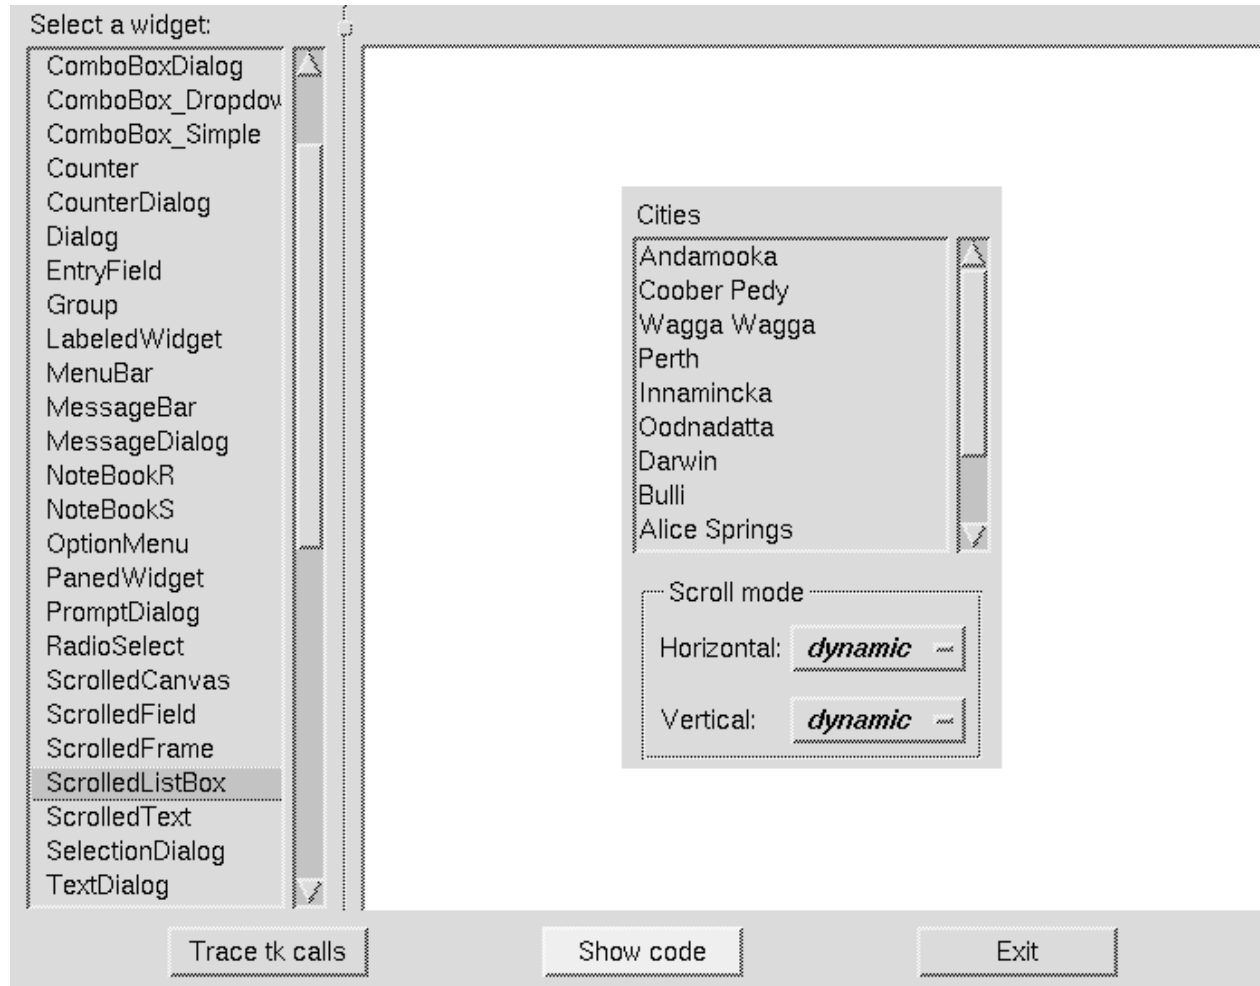 Select a widget:
ComboBoxDialog
ComboBox_Dropdow
ComboBox_Simple
Counter
CounterDialog
Dialog
EntryField
Group
LabeledWidget
MenuBar
MessageBar
MessageDialog
NoteBookR
NoteBookS
OptionMenu
PanedWidget
PromptDialog
RadioSelect
ScrolledCanvas
ScrolledField
ScrolledFrame
ScrolledListBox
ScrolledText
SelectionDialog
TextDialog
Cities
Andamooka
Coober Pedy
Wagga Wagga
Perth
Innamincka
Oodnadatta
Darwin
Bulli
Alice Springs
Scroll mode
Horizontal: dynamic
Vertical: dynamic
Trace tk calls
Show code
Exit